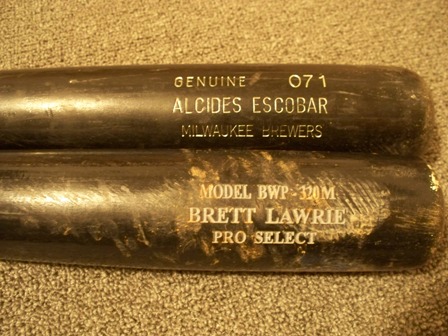 GENUINE 071
ALCIDES ESCOBAR
MILWAUKEE BREWERS
MODEL BWP-320M
BRETT LAWRIE
PRO SELECT